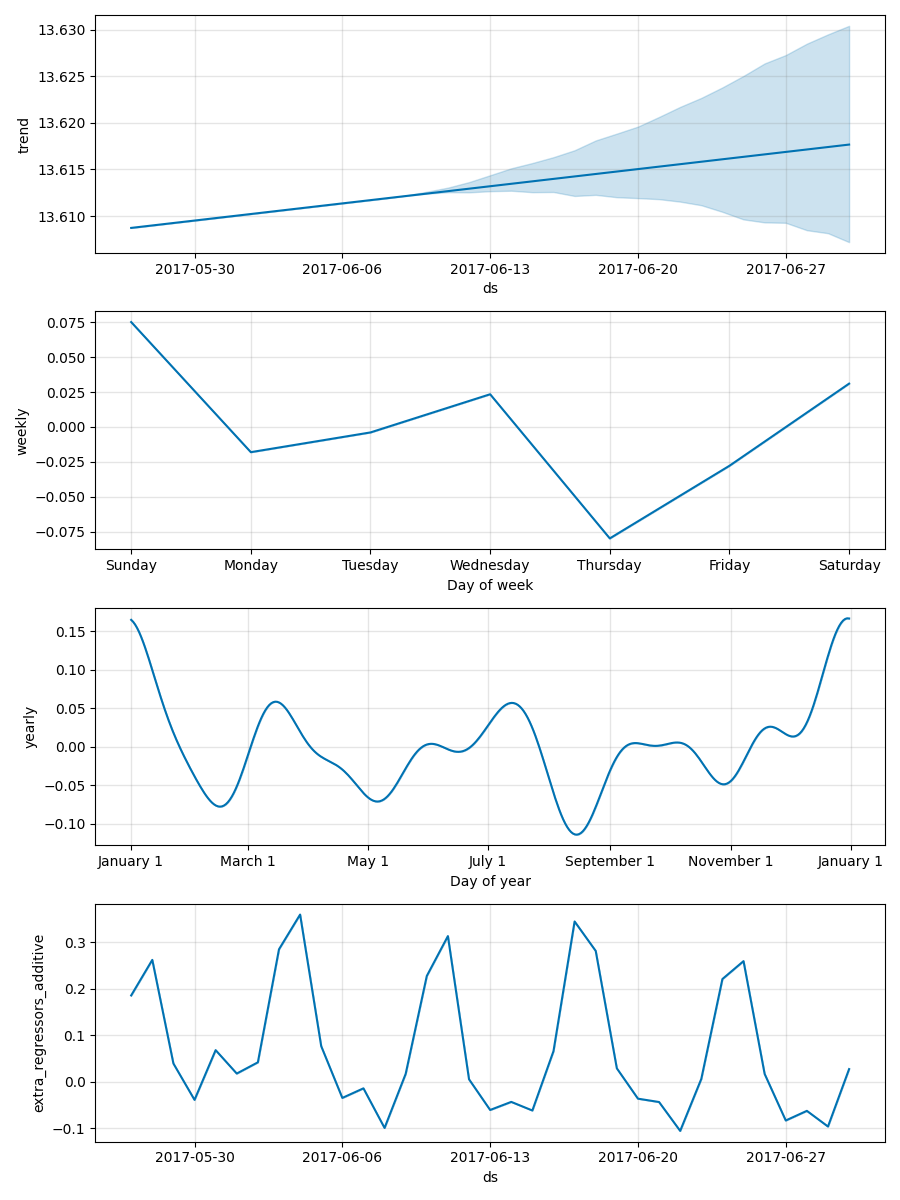 13.630
13.625
13.620
13.615
13.610
trend
2017-05-30 2017-06-06 2017-06-13 2017-06-20 2017-06-27
ds
0.075
0.050
0.025
0.000
−0.025
−0.050
−0.075
weekly
Sunday Monday Tuesday Wednesday Thursday Friday Saturday
Day of week
0.15
0.10
0.05
0.00
−0.05
−0.10
yearly
January 1 March 1 May 1 July 1 September 1 November 1 January 1
Day of year
0.3
0.2
0.1
0.0
−0.1
extra_regressors_additive
2017-05-30 2017-06-06 2017-06-13 2017-06-20 2017-06-27
ds